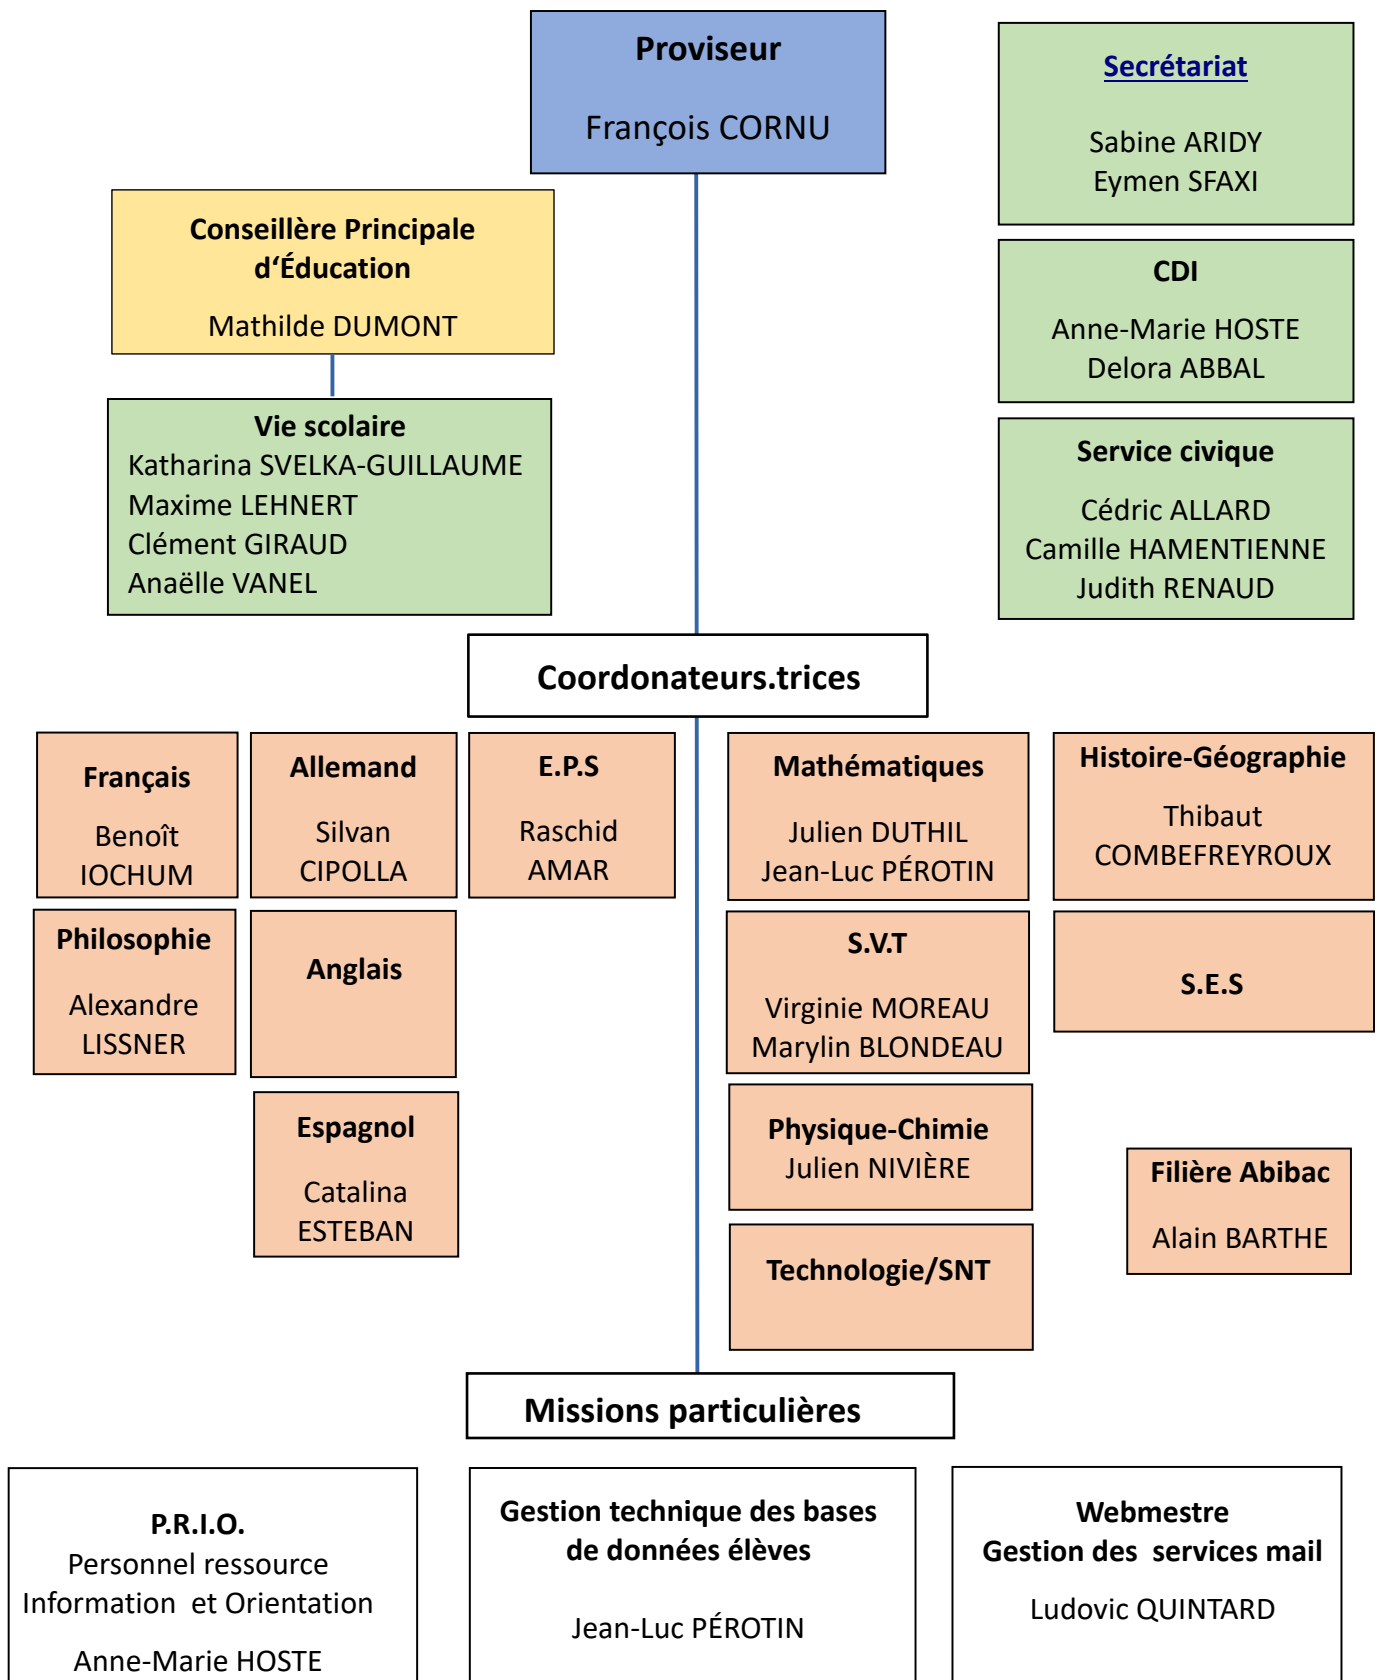 Proviseur
François CORNU
Secrétariat
Sabine ARIDY
Eymen SFAXI
Conseillère Principale
d‘Éducation
Mathilde DUMONT
CDI
Anne-Marie HOSTE
Delora ABBAL
Vie scolaire
Katharina SVELKA-GUILLAUME
Maxime LEHNERT
Clément GIRAUD
Anaëlle VANEL
Service civique
Cédric ALLARD
Camille HAMENTIENNE
Judith RENAUD
Coordonateurs.trices
Français
Benoît
IOCHUM
Allemand
Silvan
CIPOLLA
E.P.S
Raschid
AMAR
Mathématiques
Julien DUTHIL
Jean-Luc PÉROTIN
Histoire-Géographie
Thibaut
COMBEFREYROUX
Philosophie
Alexandre
LISSNER
Anglais
S.V.T
Virginie MOREAU
Marylin BLONDEAU
S.E.S
Espagnol
Catalina
ESTEBAN
Physique-Chimie
Julien NIVIÈRE
Filière Abibac
Alain BARTHE
Technologie/SNT
Missions particulières
P.R.I.O.
Personnel ressource
Information et Orientation
Anne-Marie HOSTE
Gestion technique des bases
de données élèves
Jean-Luc PÉROTIN
Webmestre
Gestion des services mail
Ludovic QUINTARD